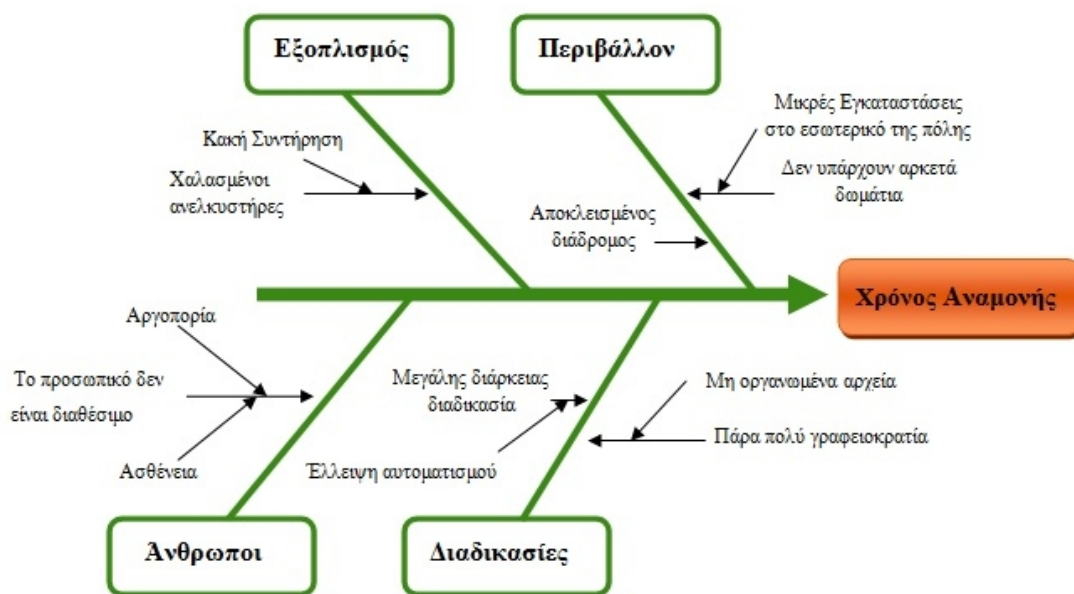 Εξοπλισμός
Περιβάλλον
Κακή Συντήρηση
Χαλασμένοι
ανελκυστήρες
Μικρές Εγκαταστάσεις
στο εσωτερικό της πόλης
Δεν υπάρχουν αρκετά
δωμάτια
Αποκλεισμένος
διάδρομος
Χρόνος Αναμονής
Αργοπορία
Το προσωπικό δεν
είναι διαθέσιμο
Ασθένεια
Μεγάλης διάρκειας
διαδικασία
Έλλειψη αυτοματισμού
Μη οργανωμένα αρχεία
Πάρα πολύ γραφειοκρατία
Άνθρωποι
Διαδικασίες